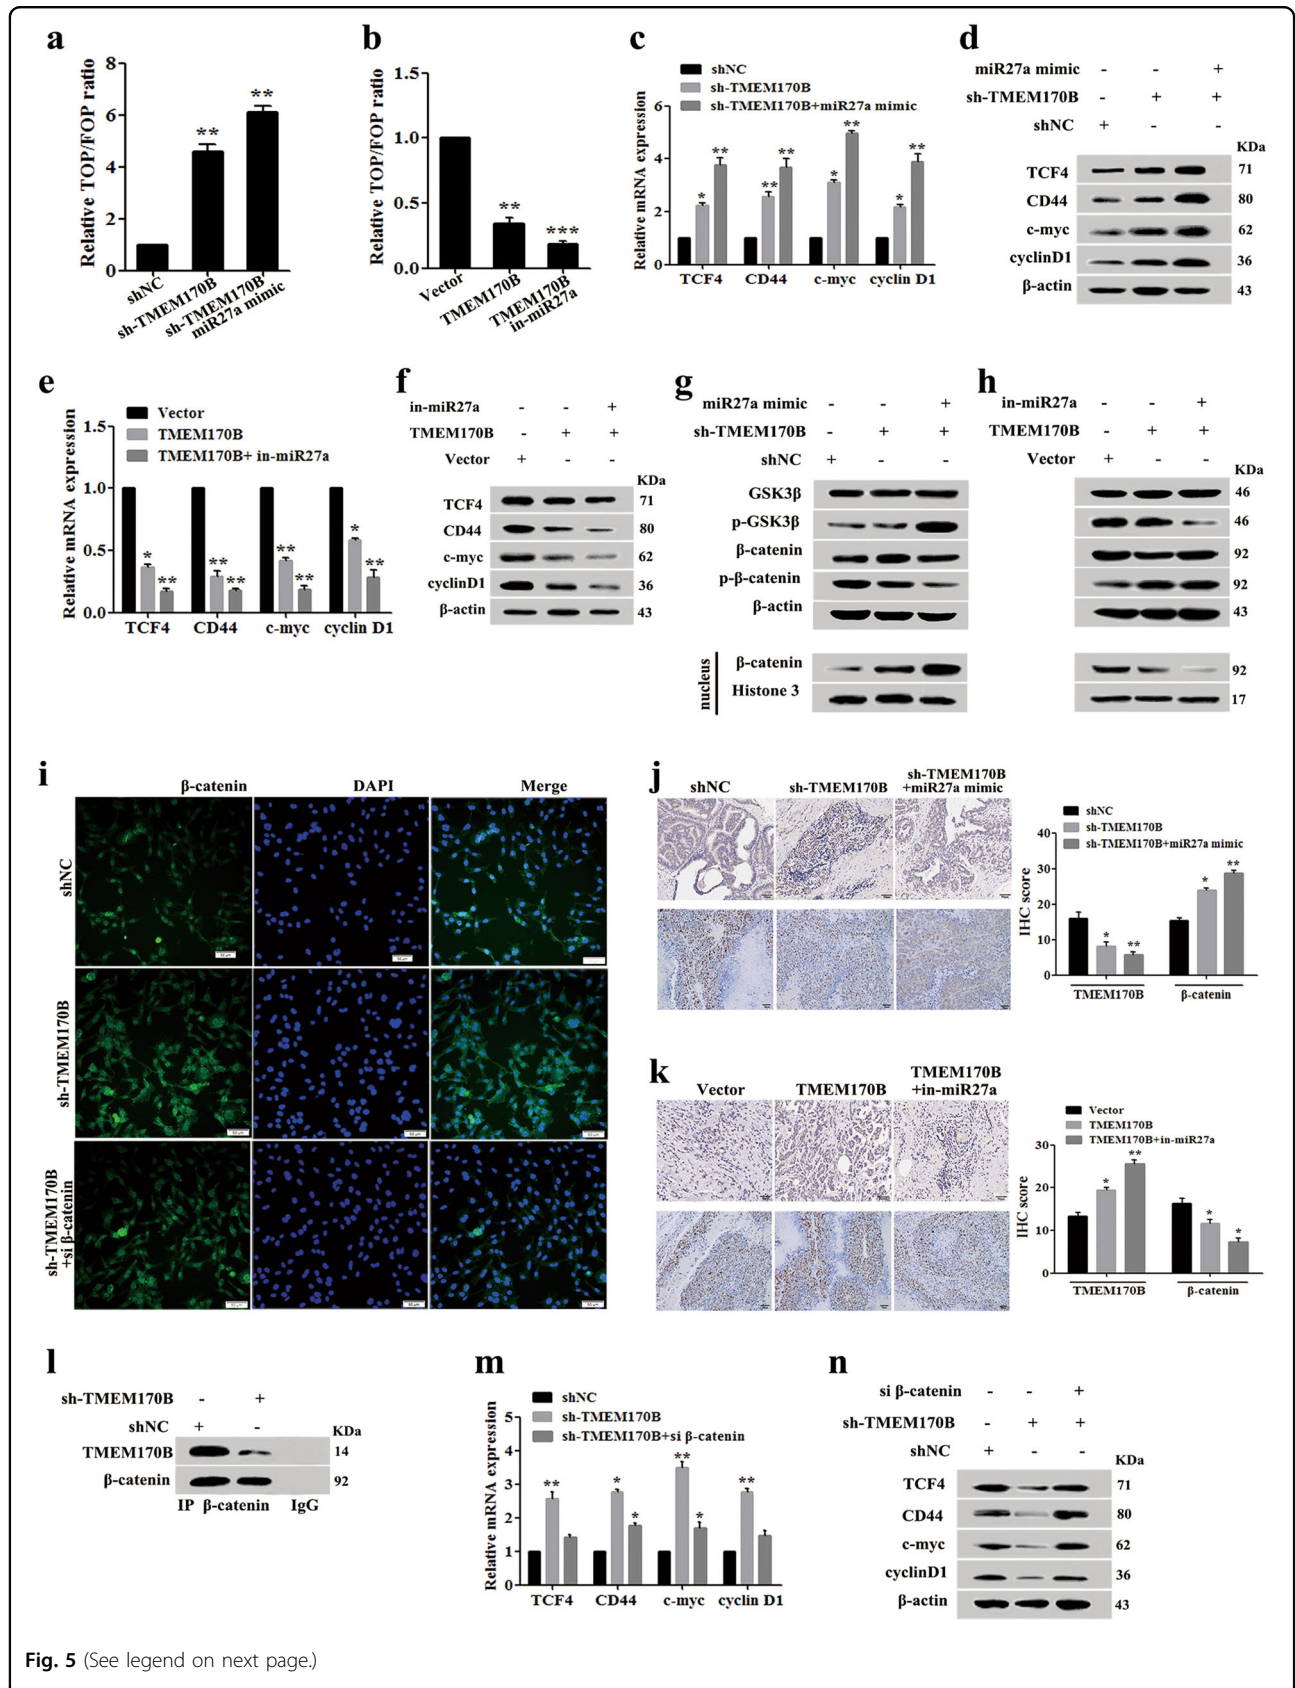 a
Relative TOP/FOP ratio
8
6
4
2
0
**
**
shNC
sh-TMEM170B
sh-TMEM170B
miR27a mimic
b
Relative TOP/FOP ratio
1.5
1.0
0.5
0.0
**
***
Vector
TMEM170B
TMEM170B
in-miR27a
c
shNC
sh-TMEM170B
sh-TMEM170B+miR27a mimic
Relative mRNA expression
6
4
2
0
* ** ** ** * ** * **
TCF4 CD44 c-myc cyclin D1
d
miR27a mimic - - +
sh-TMEM170B - + +
shNC + - -
KDa
TCF4 71
CD44 80
c-myc 62
cyclinD1 36
β-actin 43
e
Vector
TMEM170B
TMEM170B+ in-miR27a
Relative mRNA expression
1.5
1.0
0.5
0.0
* ** ** ** ** ** * **
TCF4 CD44 c-myc cyclin D1
f
in-miR27a - - +
TMEM170B - + +
Vector + - -
KDa
TCF4 71
CD44 80
c-myc 62
cyclinD1 36
β-actin 43
g
miR27a mimic - - +
sh-TMEM170B - + +
shNC + - -
GSK3β
p-GSK3β
β-catenin
p-β-catenin
β-actin
nucleus
β-catenin
Histone 3
h
in-miR27a - - +
TMEM170B - + +
Vector + - -
KDa
46
46
92
92
43
92
17
i
β-catenin DAPI Merge
shNC
sh-TMEM170B
sh-TMEM170B
+si β-catenin
j
shNC sh-TMEM170B sh-TMEM170B
+miR27a mimic
shNC
sh-TMEM170B
sh-TMEM170B+miR27a mimic
IHC score
40
30
20
10
0
* ** * **
TMEM170B β-catenin
k
Vector TMEM170B TMEM170B
+in-miR27a
Vector
TMEM170B
TMEM170B+in-miR27a
IHC score
30
20
10
0
* ** * *
TMEM170B β-catenin
l
sh-TMEM170B - +
shNC + -
KDa
TMEM170B 14
β-catenin 92
IP β-catenin IgG
m
shNC
sh-TMEM170B
sh-TMEM170B+si β-catenin
Relative mRNA expression
5
4
3
2
1
0
** * * ** * **
TCF4 CD44 c-myc cyclin D1
n
si β-catenin - - +
sh-TMEM170B - + +
shNC + - -
KDa
TCF4 71
CD44 80
c-myc 62
cyclinD1 36
β-actin 43
Fig. 5 (See legend on next page.)